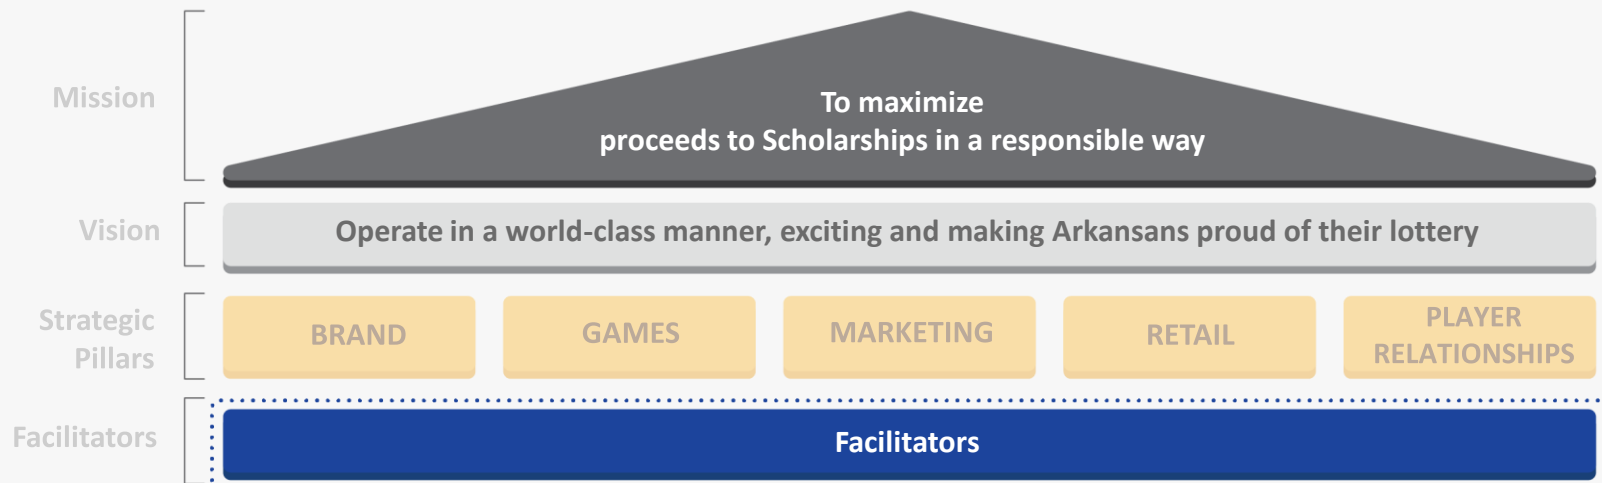 Mission
To maximize
proceeds to Scholarships in a responsible way
Vision
Operate in a world-class manner, exciting and making Arkansans proud of their lottery
Strategic
Pillars
BRAND
GAMES
MARKETING
RETAIL
PLAYER
RELATIONSHIPS
Facilitators
Facilitators